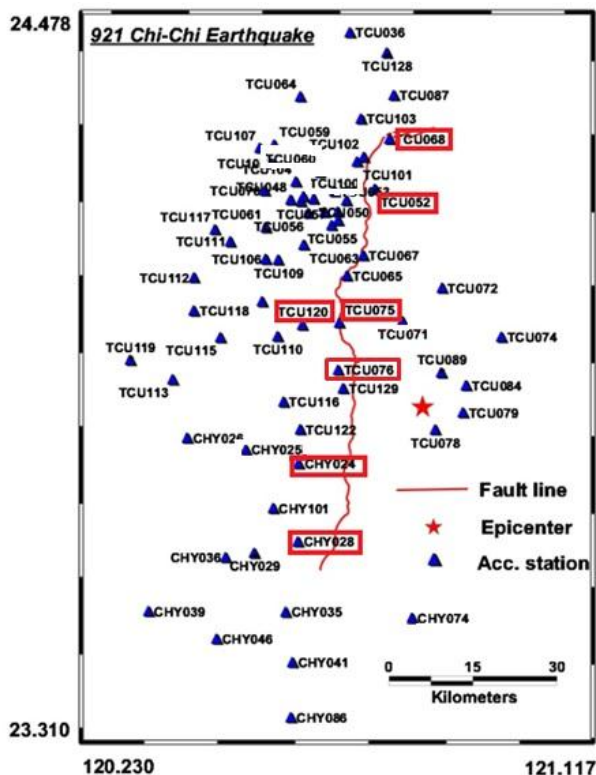 24.478
921 Chi-Chi Earthquake
TCU036
TCU128
TCU064
TCU087
TCU103
TCU107
TCU059
TCU102
TCU068
TCU101
TCU048
TCU052
TCU117
TCU061
TCU050
TCU111
TCU056
TCU055
TCU106
TCU063
TCU067
TCU109
TCU065
TCU112
TCU072
TCU118
TCU120
TCU075
TCU071
TCU074
TCU115
TCU110
TCU119
TCU076
TCU089
TCU113
TCU129
TCU084
TCU116
TCU079
TCU122
TCU078
CHY025
CHY024
Fault line
CHY101
Epicenter
CHY028
CHY036
CHY029
Acc. station
CHY039
CHY035
CHY074
CHY046
CHY041
0 15 30
Kilometers
CHY086
23.310
120.230
121.117